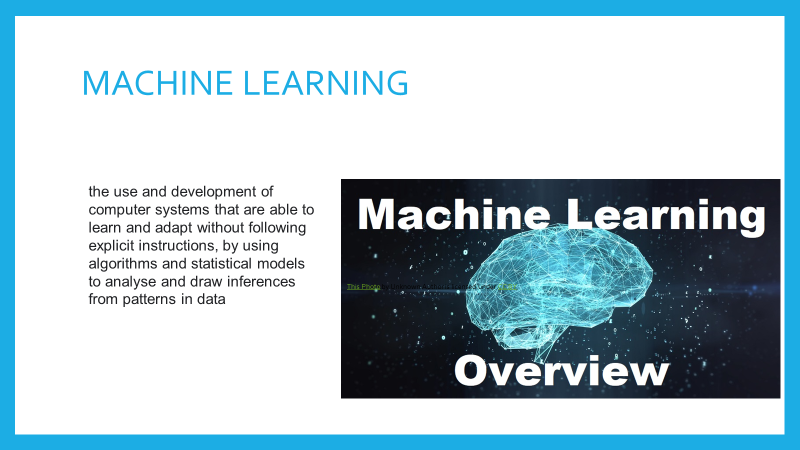 MACHINE LEARNING
the use and development of
computer systems that are able to
learn and adapt without following
explicit instructions, by using
algorithms and statistical models
to analyse and draw inferences
from patterns in data
Machine Learning
This Photo
Overview